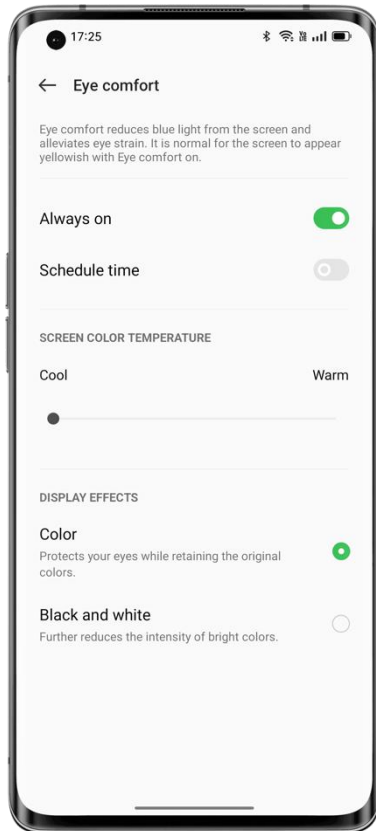 17:25
Eye comfort
Eye comfort reduces blue light from the screen and
alleviates eye strain. It is normal for the screen to appear
yellowish with Eye comfort on.
Always on
Schedule time
SCREEN COLOR TEMPERATURE
Cool Warm
DISPLAY EFFECTS
Color
Protects your eyes while retaining the original
colors.
Black and white
Further reduces the intensity of bright colors.